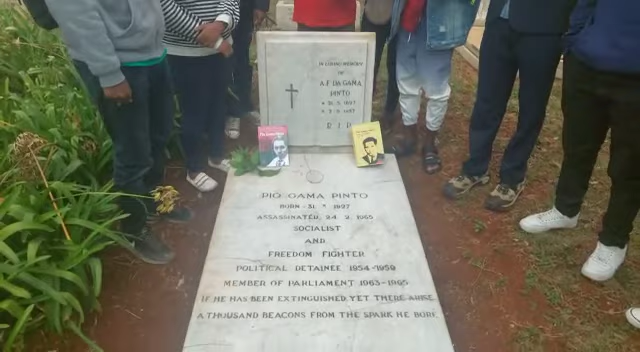 IN LOVING MEMORY
OF
A.F. DA GAMA
PINTO
R I P
PIO GAMA PINTO
BORN - 31. 3. 1927
ASSASSINATED, 24. 2. 1965
SOCIALIST
AND
FREEDOM FIGHTER
POLITICAL DETAINEE 1954-1959
MEMBER OF PARLIAMENT 1963-1965
IF HE HAS BEEN EXTINGUISHED, YET THERE ARISE.
A THOUSAND BEACONS FROM THE SPARK HE BORE.